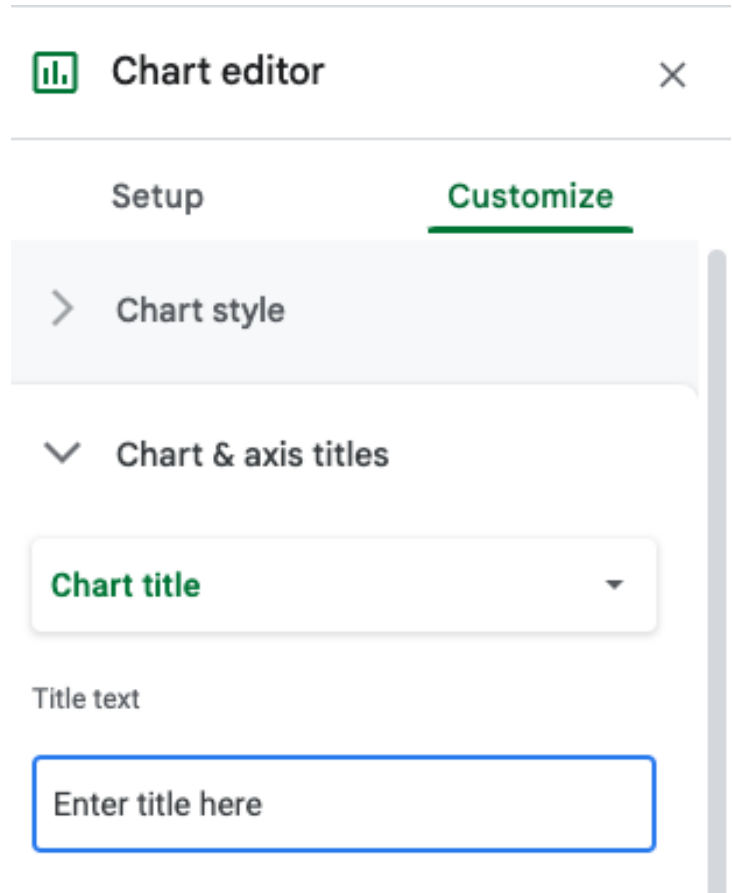 Chart editor
Setup Customize
Chart style
Chart & axis titles
Chart title
Title text
Enter title here